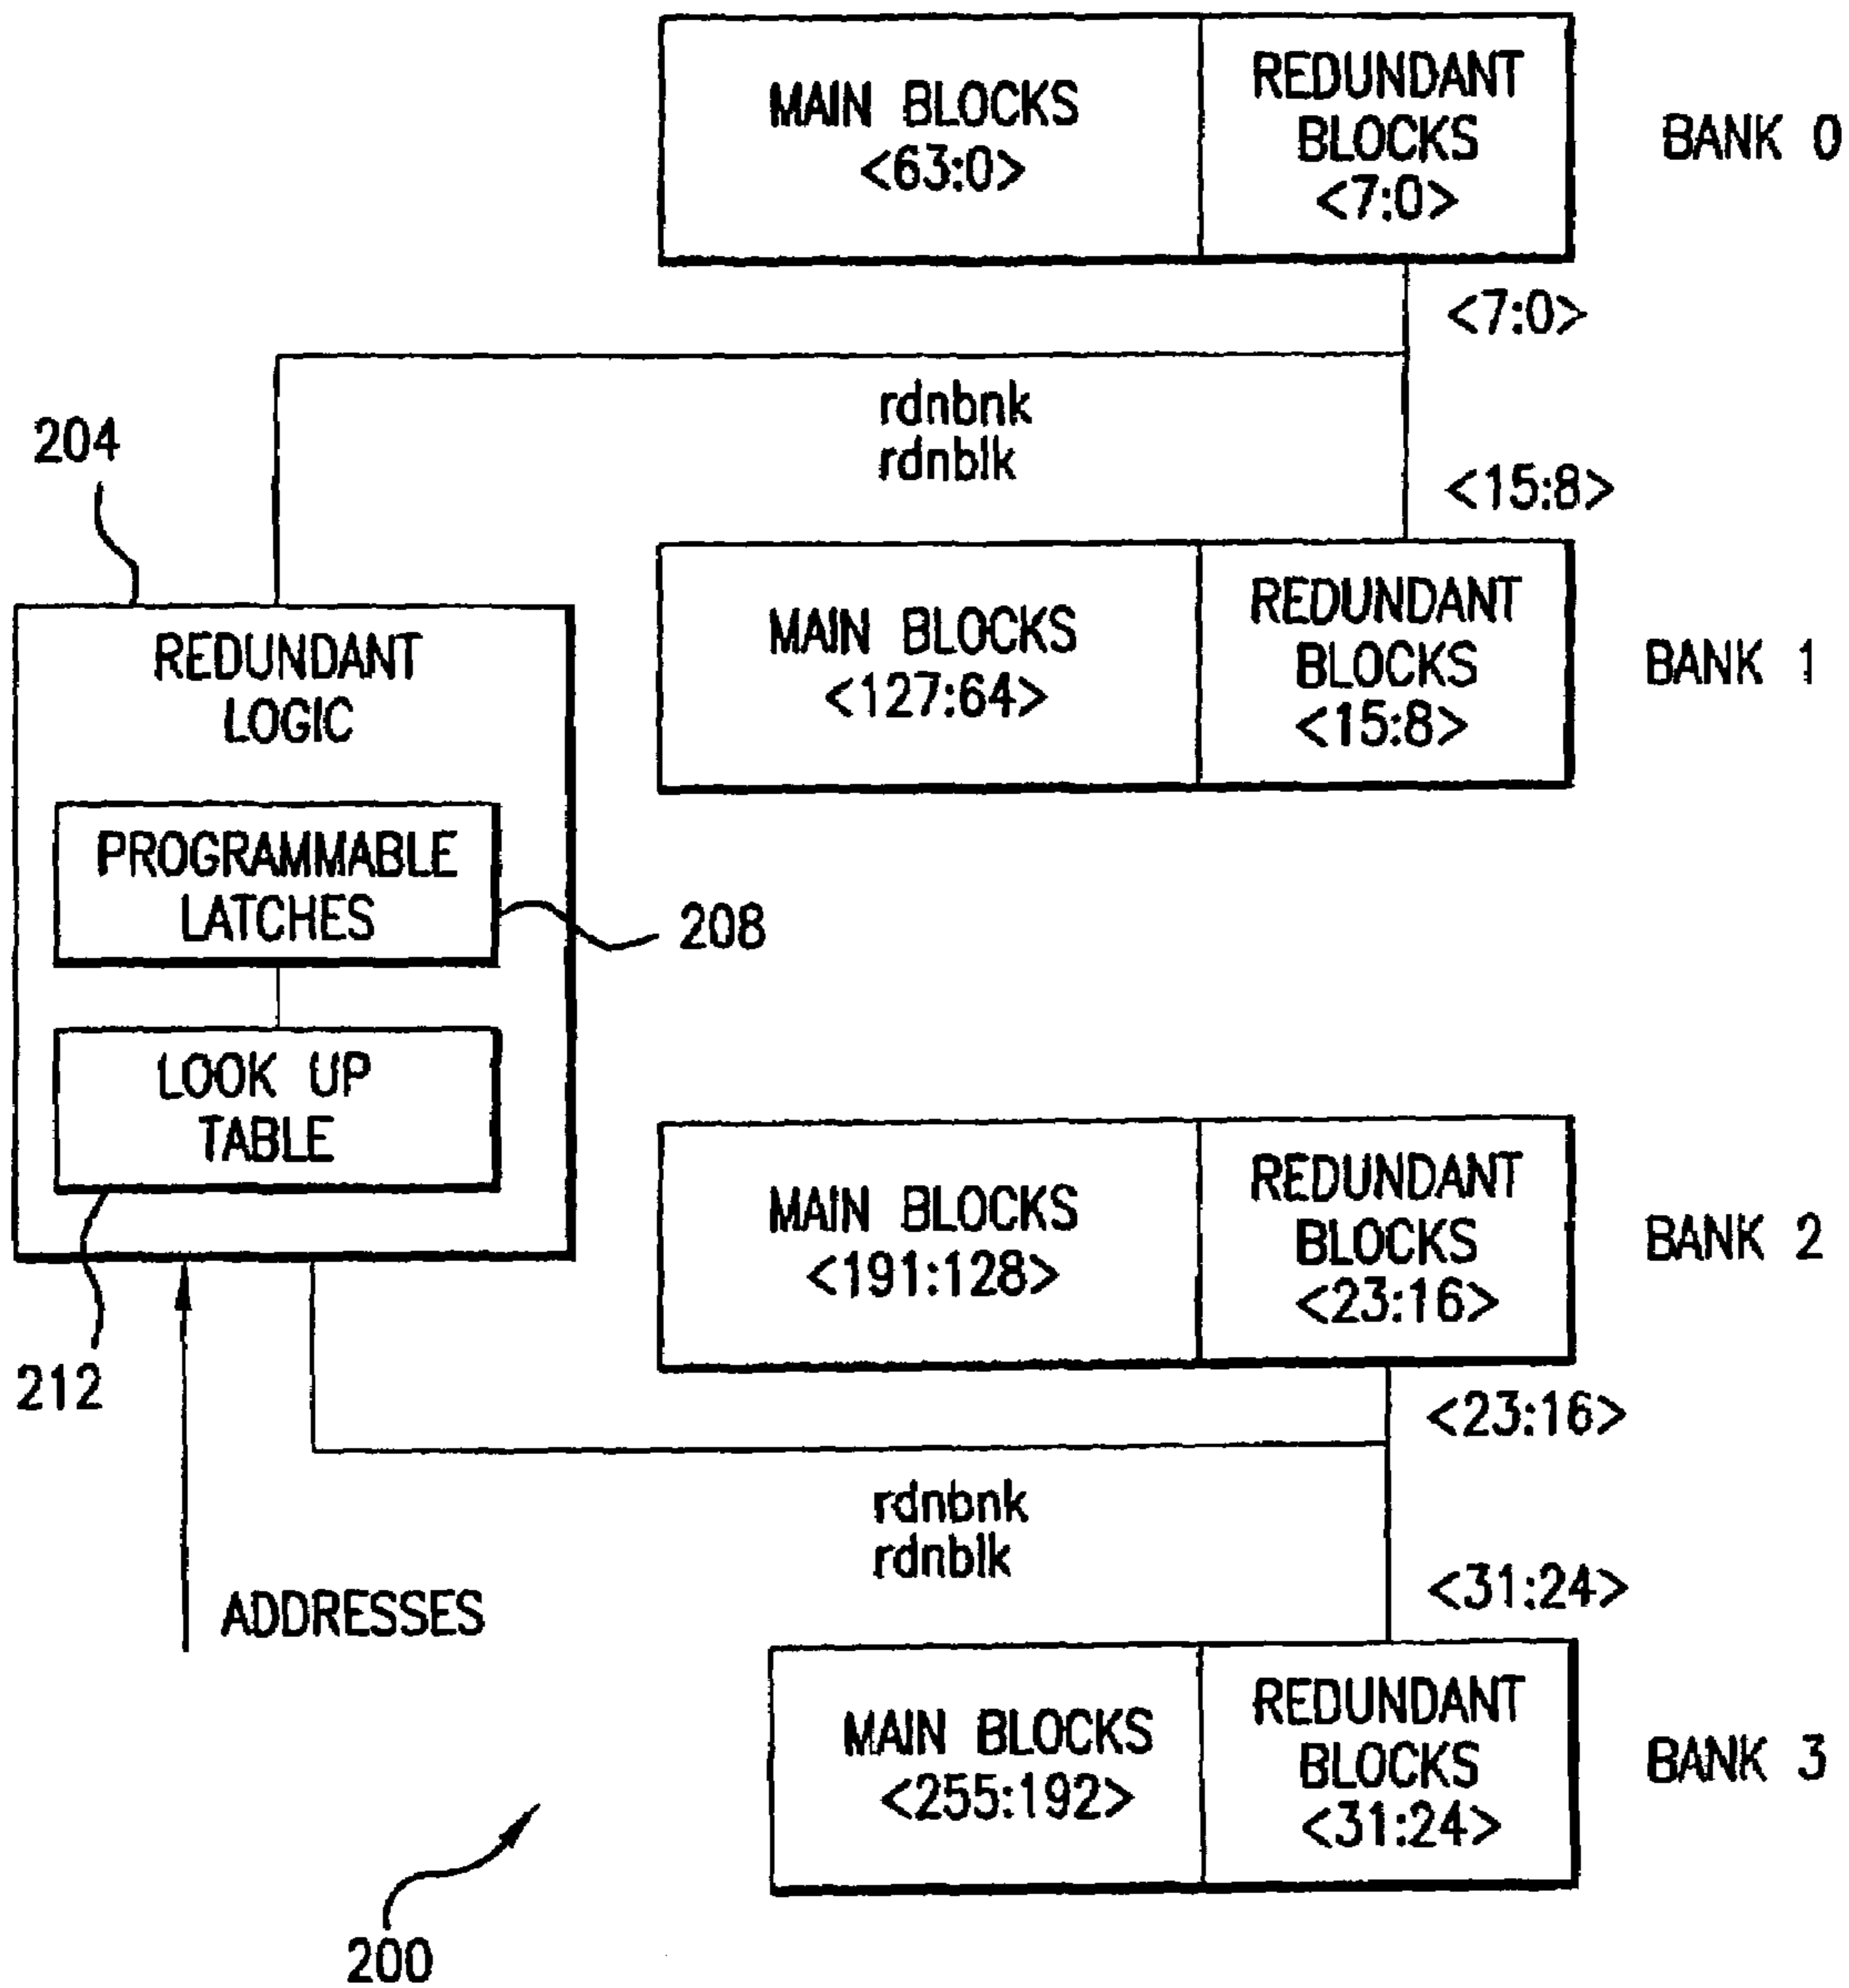 MAIN BLOCKS
<63:0>
REDUNDANT
BLOCKS
<7:0>
BANK 0
<7:0>
rdnbnk
rdnblk
<15:8>
204
MAIN BLOCKS
<127:64>
REDUNDANT
BLOCKS
<15:8>
BANK 1
REDUNDANT
LOGIC
PROGRAMMABLE
LATCHES
208
LOOK UP
TABLE
212
MAIN BLOCKS
<191:128>
REDUNDANT
BLOCKS
<23:16>
BANK 2
<23:16>
rdnbnk
rdnblk
<31:24>
ADDRESSES
MAIN BLOCKS
<255:192>
REDUNDANT
BLOCKS
<31:24>
BANK 3
200